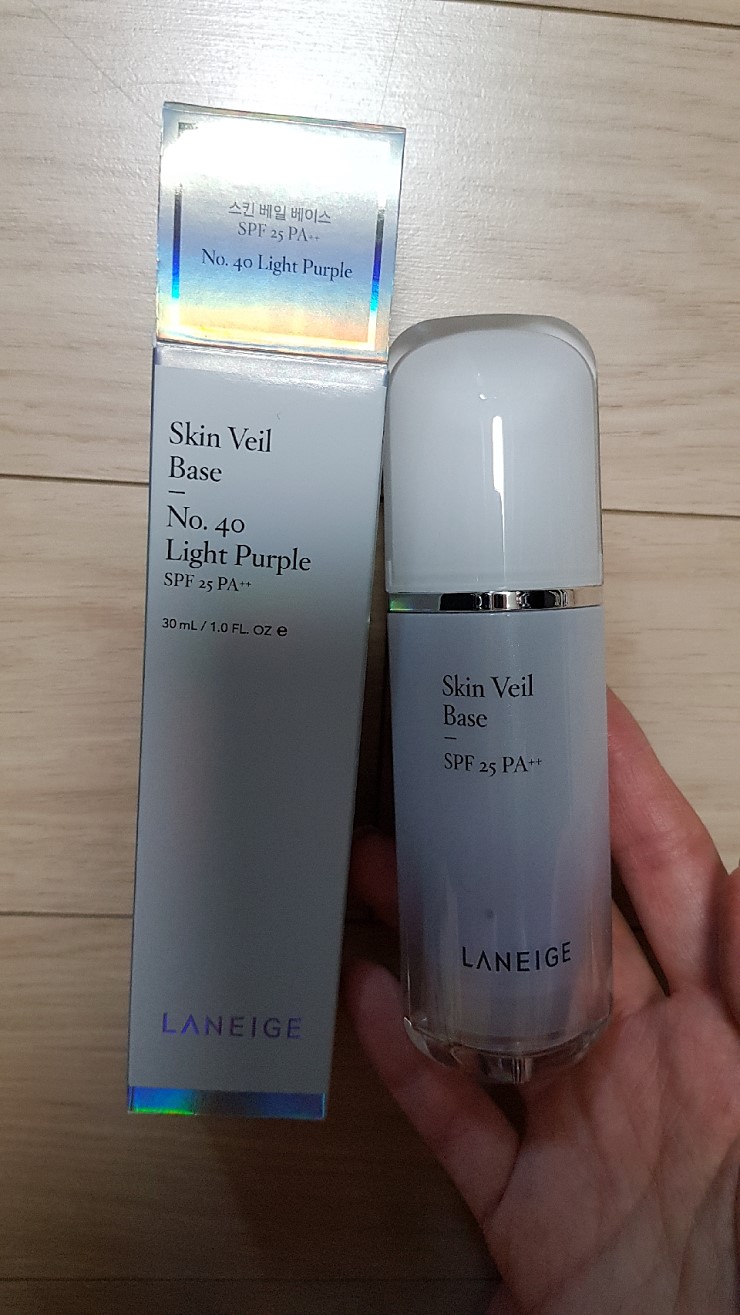 스킨 베일 베이스
SPF 25 PA++
No. 40 Light Purple
Skin Veil
Base
No. 40
Light Purple
SPF 25 PA++
30 mL / 1.0 FL. OZ e
LANEIGE
Skin Veil
Base
SPF 25 PA++
LANEIGE